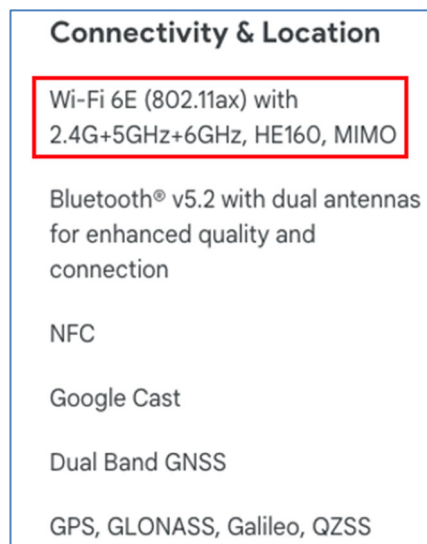 Connectivity & Location
Wi-Fi 6E (802.11ax) with
2.4G+5GHz+6GHz, HE160, MIMO
Bluetooth® v5.2 with dual antennas
for enhanced quality and
connection
NFC
Google Cast
Dual Band GNSS
GPS, GLONASS, Galileo, QZSS